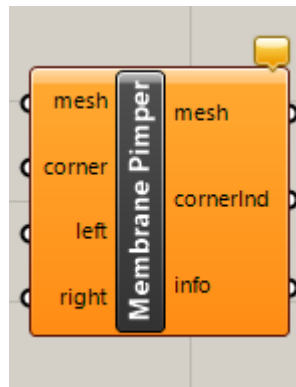 mesh
corner
left
right
Membrane Pimper
mesh
cornerInd
info